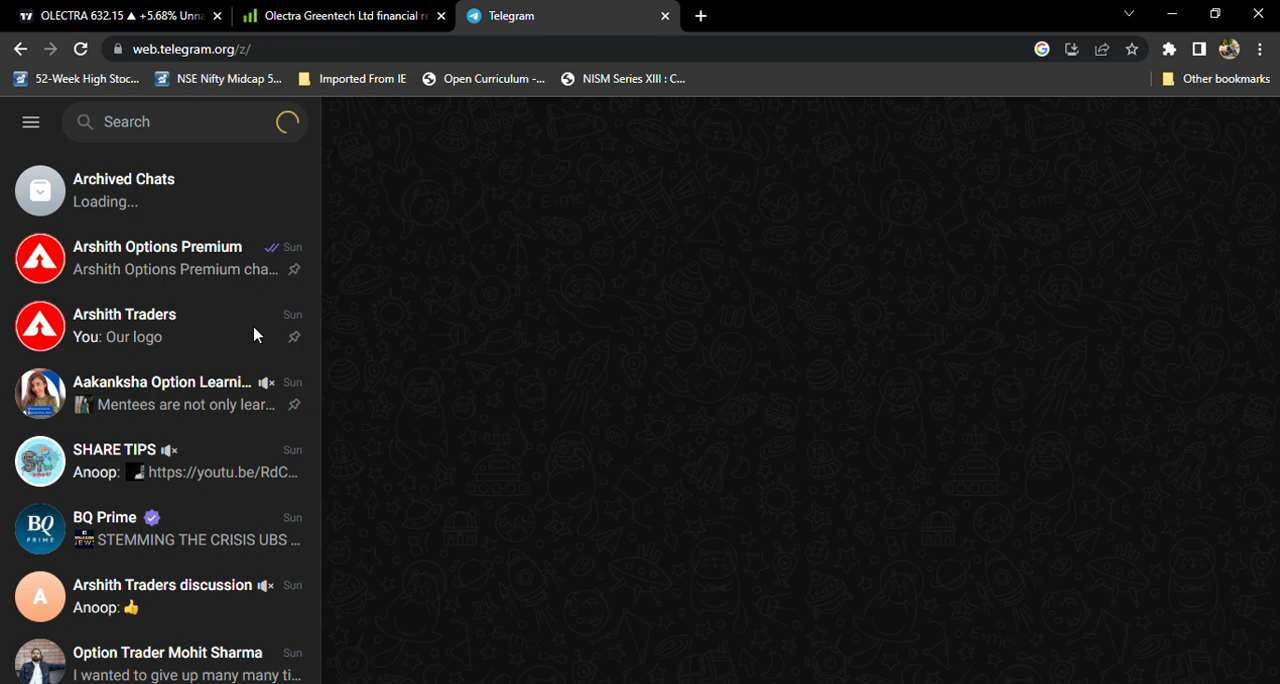 OLECTRA 632.15 ▲ +5.68% Unna
Olectra Greentech Ltd financial re
Telegram
web.telegram.org/z/
52-Week High Stoc...
NSE Nifty Midcap 5...
Imported From IE
Open Curriculum -...
NISM Series XIII : C...
Other bookmarks
Search
Archived Chats
Loading...
Arshith Options Premium Sun
Arshith Options Premium cha...
Arshith Traders Sun
You: Our logo
Aakanksha Option Learni... Sun
Mentees are not only lear...
SHARE TIPS Sun
Anoop: https://youtu.be/RdC...
BQ Prime Sun
BQ
PRIME
STEMMING THE CRISIS UBS ...
Arshith Traders discussion Sun
A
Anoop: 👍
Option Trader Mohit Sharma Sun
I wanted to give up many many ti...